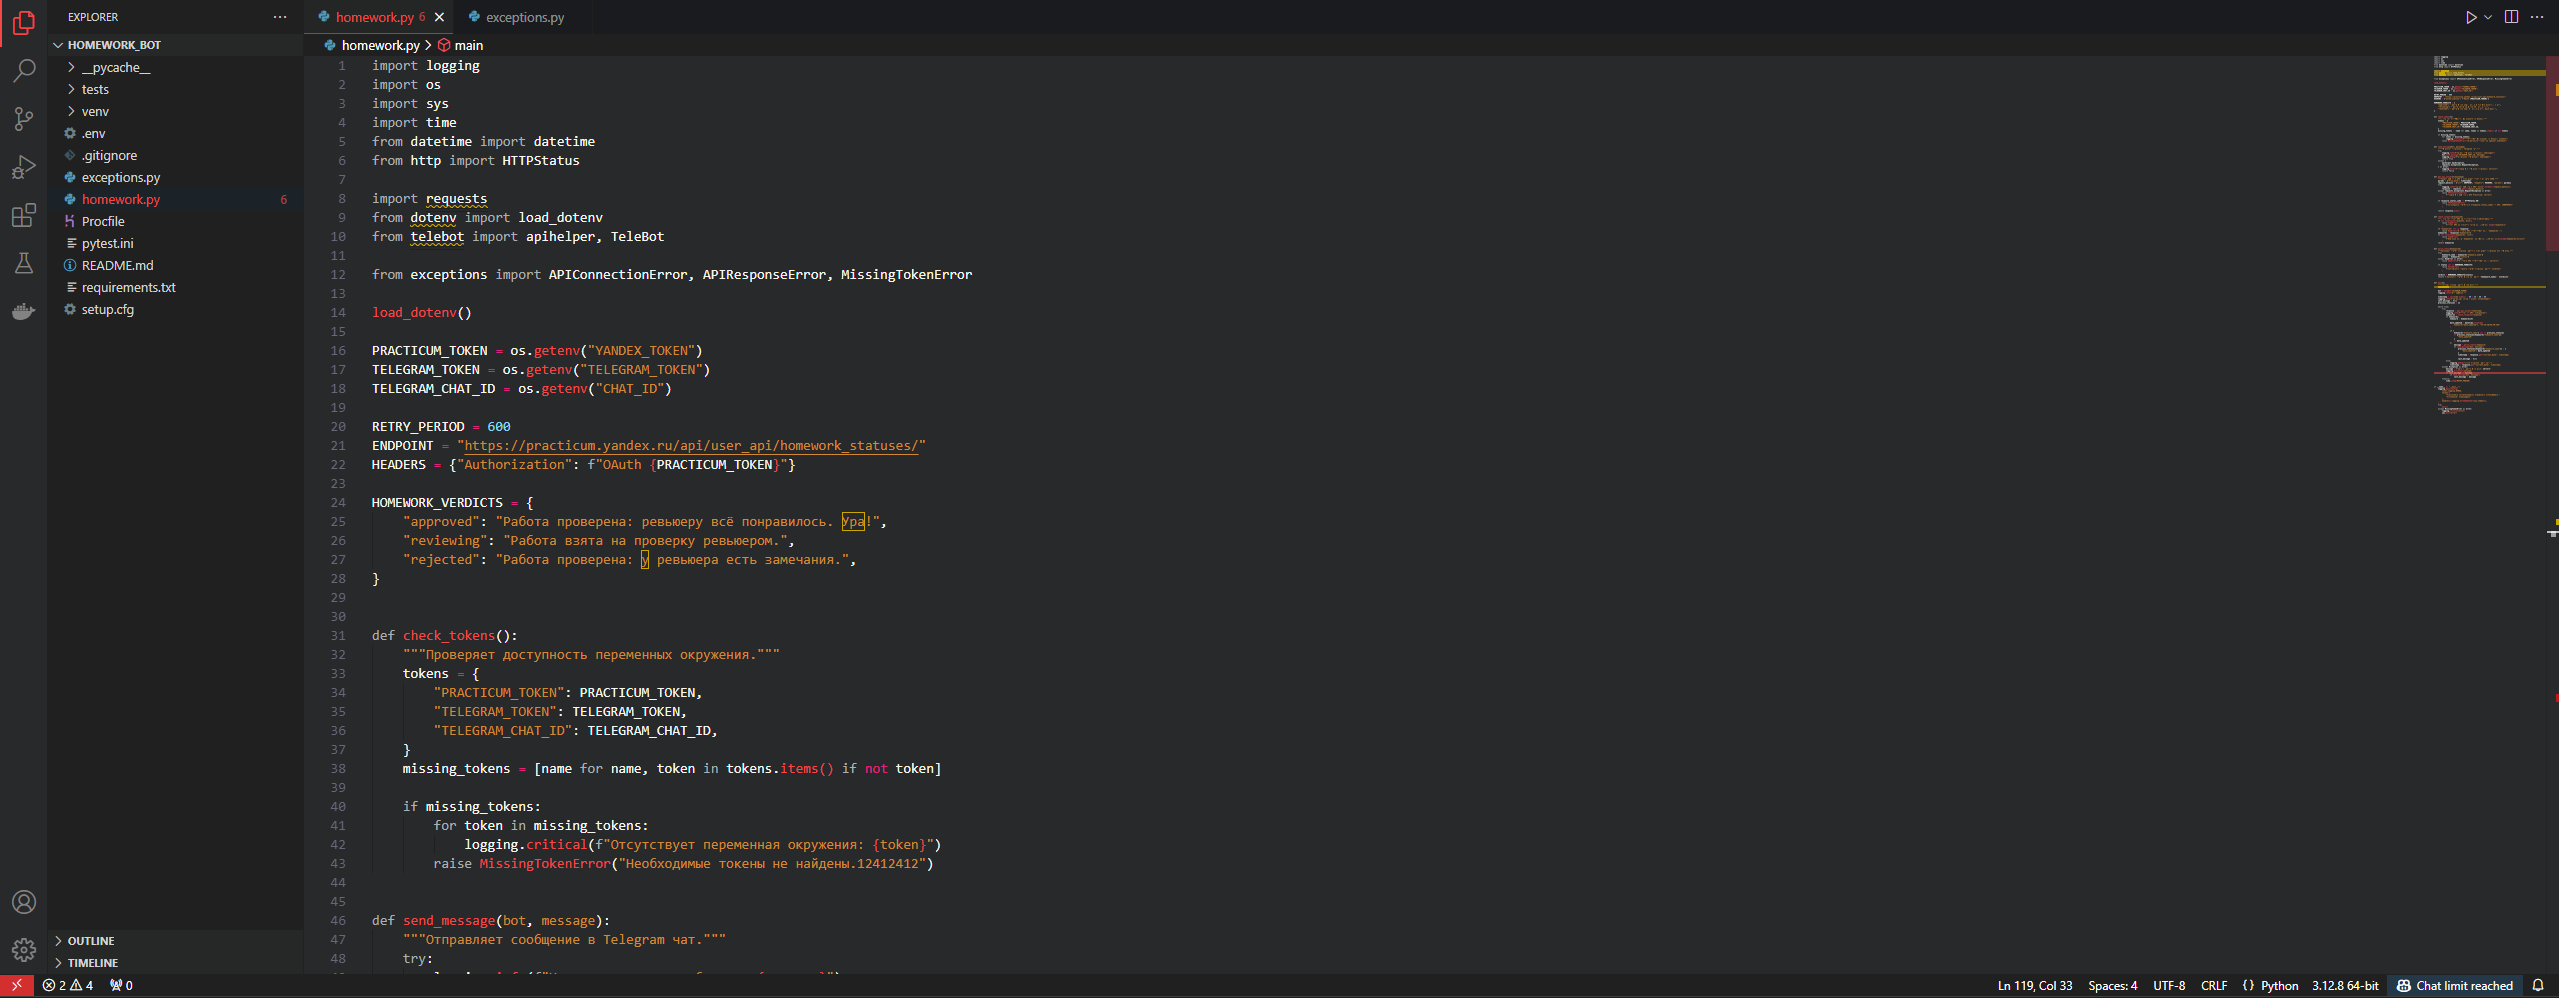 EXPLORER
HOMEWORK_BOT
__pycache__
tests
venv
.env
.gitignore
exceptions.py
homework.py 6
Procfile
pytest.ini
README.md
requirements.txt
setup.cfg
OUTLINE
TIMELINE
homework.py 6
exceptions.py
homework.py > main
1 import logging
2 import os
3 import sys
4 import time
5 from datetime import datetime
6 from http import HTTPStatus
7
8 import requests
9 from dotenv import load_dotenv
10 from telebot import apihelper, TeleBot
11
12 from exceptions import APIConnectionError, APIResponseError, MissingTokenError
13
14 load_dotenv()
15
16 PRACTICUM_TOKEN = os.getenv("YANDEX_TOKEN")
17 TELEGRAM_TOKEN = os.getenv("TELEGRAM_TOKEN")
18 TELEGRAM_CHAT_ID = os.getenv("CHAT_ID")
19
20 RETRY_PERIOD = 600
21 ENDPOINT = "https://practicum.yandex.ru/api/user_api/homework_statuses/"
22 HEADERS = {"Authorization": f"OAuth {PRACTICUM_TOKEN}"}
23
24 HOMEWORK_VERDICTS = {
25 "approved": "Работа проверена: ревьюеру всё понравилось. Ура!",
26 "reviewing": "Работа взята на проверку ревьюером.",
27 "rejected": "Работа проверена: у ревьюера есть замечания.",
28 }
29
30
31 def check_tokens():
32 """Проверяет доступность переменных окружения."""
33 tokens = {
34 "PRACTICUM_TOKEN": PRACTICUM_TOKEN,
35 "TELEGRAM_TOKEN": TELEGRAM_TOKEN,
36 "TELEGRAM_CHAT_ID": TELEGRAM_CHAT_ID,
37 }
38 missing_tokens = [name for name, token in tokens.items() if not token]
39
40 if missing_tokens:
41 for token in missing_tokens:
42 logging.critical(f"Отсутствует переменная окружения: {token}")
43 raise MissingTokenError("Необходимые токены не найдены.12412412")
44
45
46 def send_message(bot, message):
47 """Отправляет сообщение в Telegram чат."""
48 try:
2 4 0
Ln 119, Col 33 Spaces: 4 UTF-8 CRLF {} Python 3.12.8 64-bit Chat limit reached